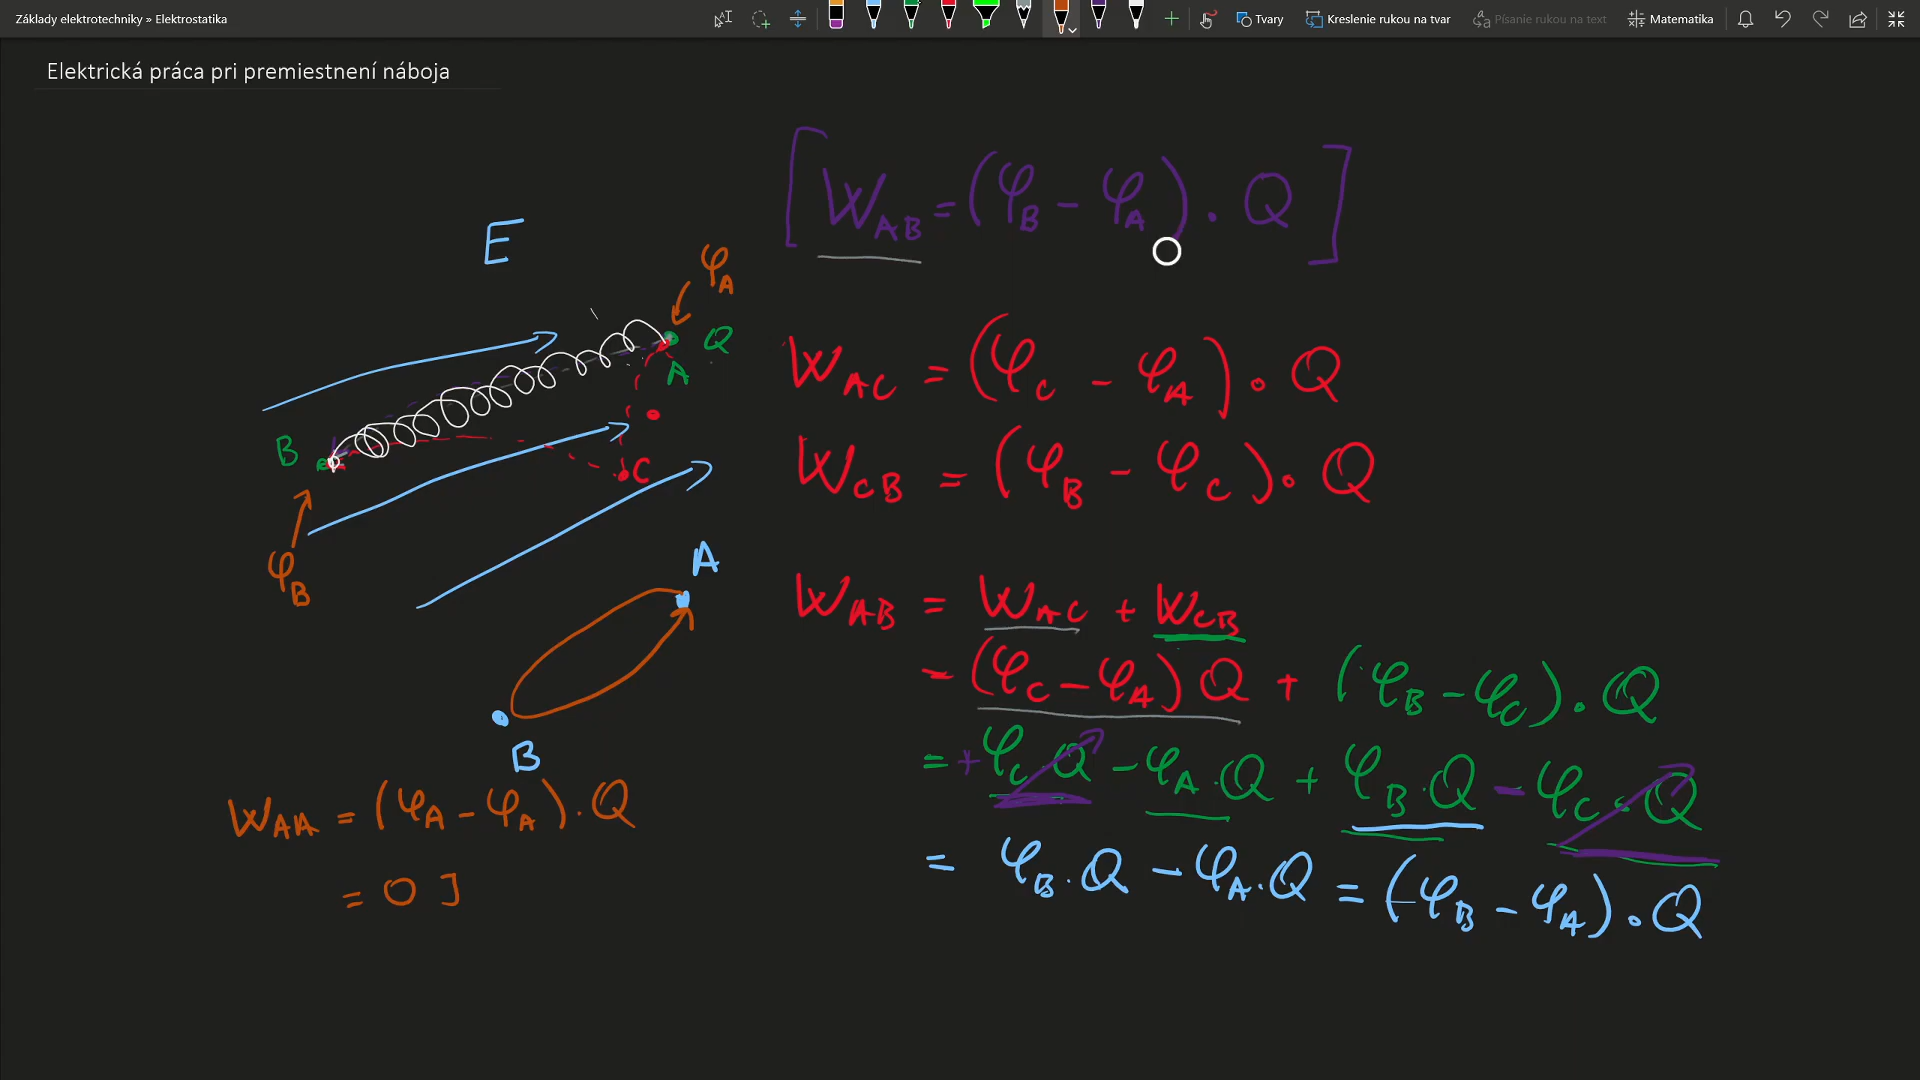 Základy elektrotechniky » Elektrostatika
Tvary
Kreslenie rukou na tvar
Písanie rukou na text
Matematika
Elektrická práca pri premiestnení náboja
[W_AB = (φ_B − φ_A) · Q]
E
φ_A
Q
A
B
C
φ_B
W_AC = (φ_C − φ_A) · Q
W_CB = (φ_B − φ_C) · Q
A
B
W_AB = W_AC + W_CB
= (φ_C − φ_A) Q + (φ_B − φ_C) · Q
= + φ_C · Q − φ_A · Q + φ_B · Q − φ_C · Q
= φ_B · Q − φ_A · Q = (φ_B − φ_A) · Q
W_AA = (φ_A − φ_A) · Q
= 0 J